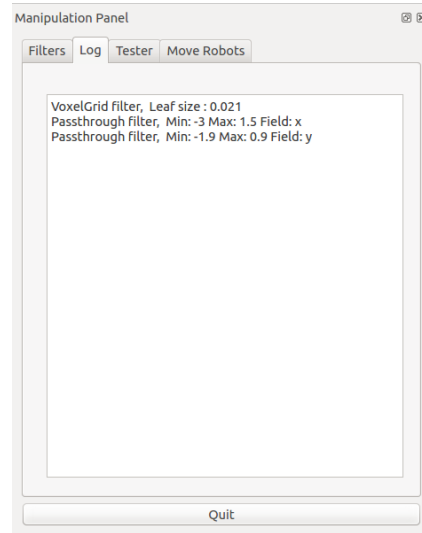 Manipulation Panel
Filters Log Tester Move Robots
VoxelGrid filter, Leaf size : 0.021
Passthrough filter, Min: -3 Max: 1.5 Field: x
Passthrough filter, Min: -1.9 Max: 0.9 Field: y
Quit